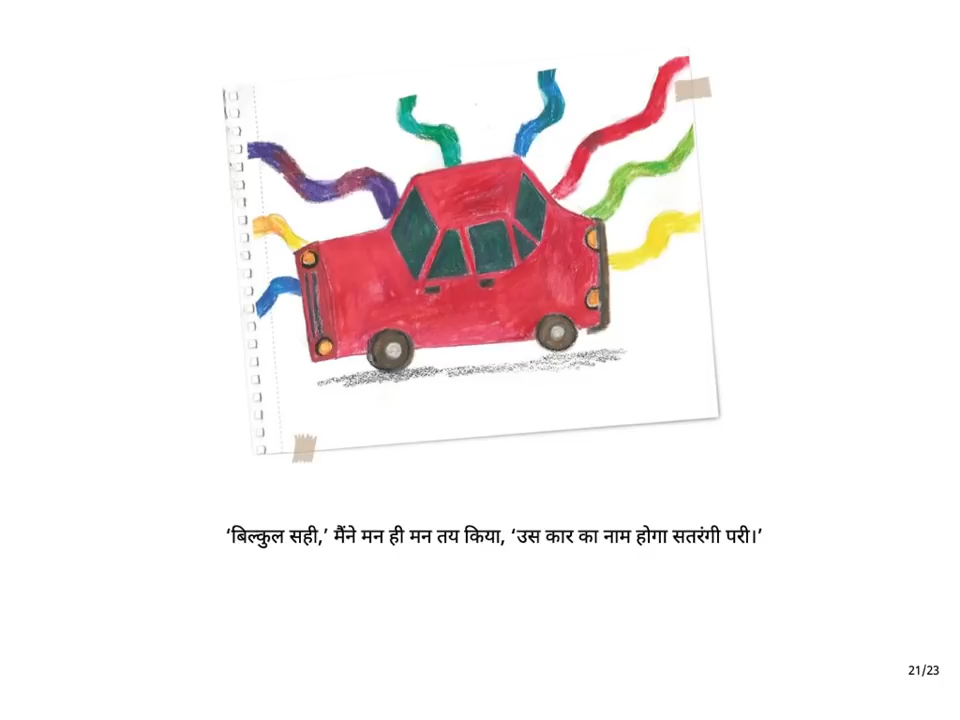 ‘बिल्कुल सही,’ मैंने मन ही मन तय किया, ‘उस कार का नाम होगा सतरंगी परी।’
21/23